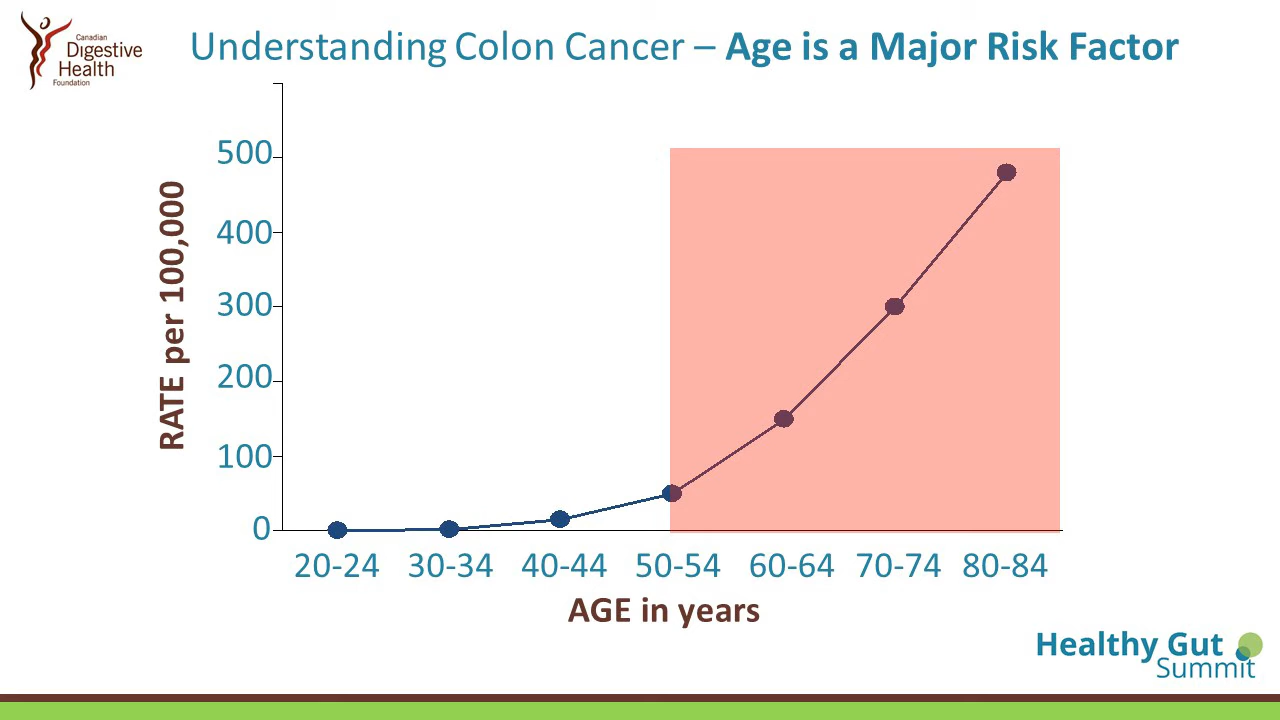 Canadian
Digestive
Health
Foundation
Understanding Colon Cancer – Age is a Major Risk Factor
RATE per 100,000
500
400
300
200
100
0
20-24 30-34 40-44 50-54 60-64 70-74 80-84
AGE in years
Healthy Gut
Summit